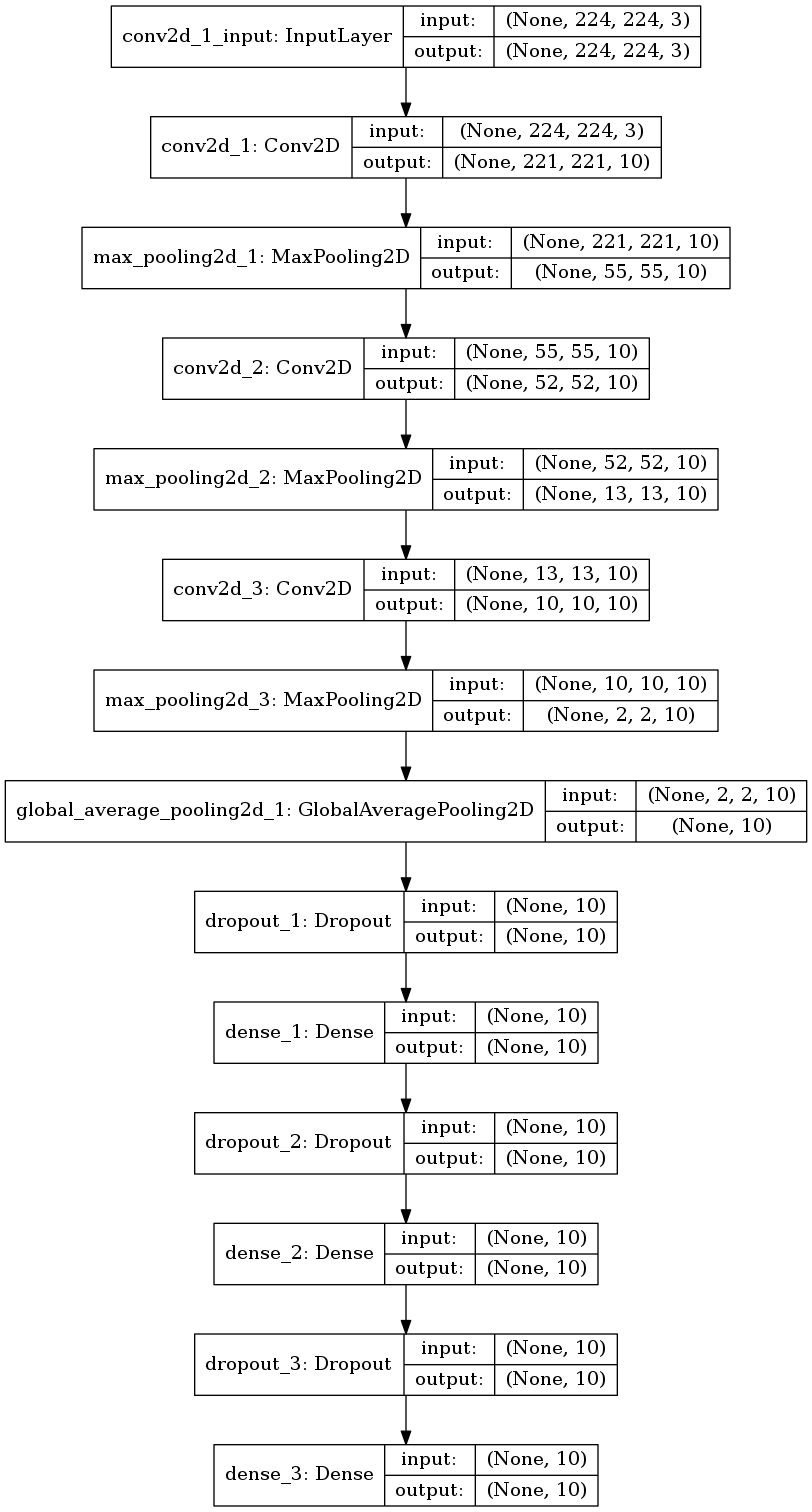 conv2d_1_input: InputLayer
input: (None, 224, 224, 3)
output: (None, 224, 224, 3)
conv2d_1: Conv2D
input: (None, 224, 224, 3)
output: (None, 221, 221, 10)
max_pooling2d_1: MaxPooling2D
input: (None, 221, 221, 10)
output: (None, 55, 55, 10)
conv2d_2: Conv2D
input: (None, 55, 55, 10)
output: (None, 52, 52, 10)
max_pooling2d_2: MaxPooling2D
input: (None, 52, 52, 10)
output: (None, 13, 13, 10)
conv2d_3: Conv2D
input: (None, 13, 13, 10)
output: (None, 10, 10, 10)
max_pooling2d_3: MaxPooling2D
input: (None, 10, 10, 10)
output: (None, 2, 2, 10)
global_average_pooling2d_1: GlobalAveragePooling2D
input: (None, 2, 2, 10)
output: (None, 10)
dropout_1: Dropout
input: (None, 10)
output: (None, 10)
dense_1: Dense
input: (None, 10)
output: (None, 10)
dropout_2: Dropout
input: (None, 10)
output: (None, 10)
dense_2: Dense
input: (None, 10)
output: (None, 10)
dropout_3: Dropout
input: (None, 10)
output: (None, 10)
dense_3: Dense
input: (None, 10)
output: (None, 10)